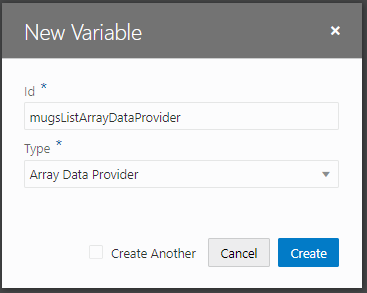 New Variable
Id *
mugsListArrayDataProvider
Type *
Array Data Provider
Create Another Cancel Create